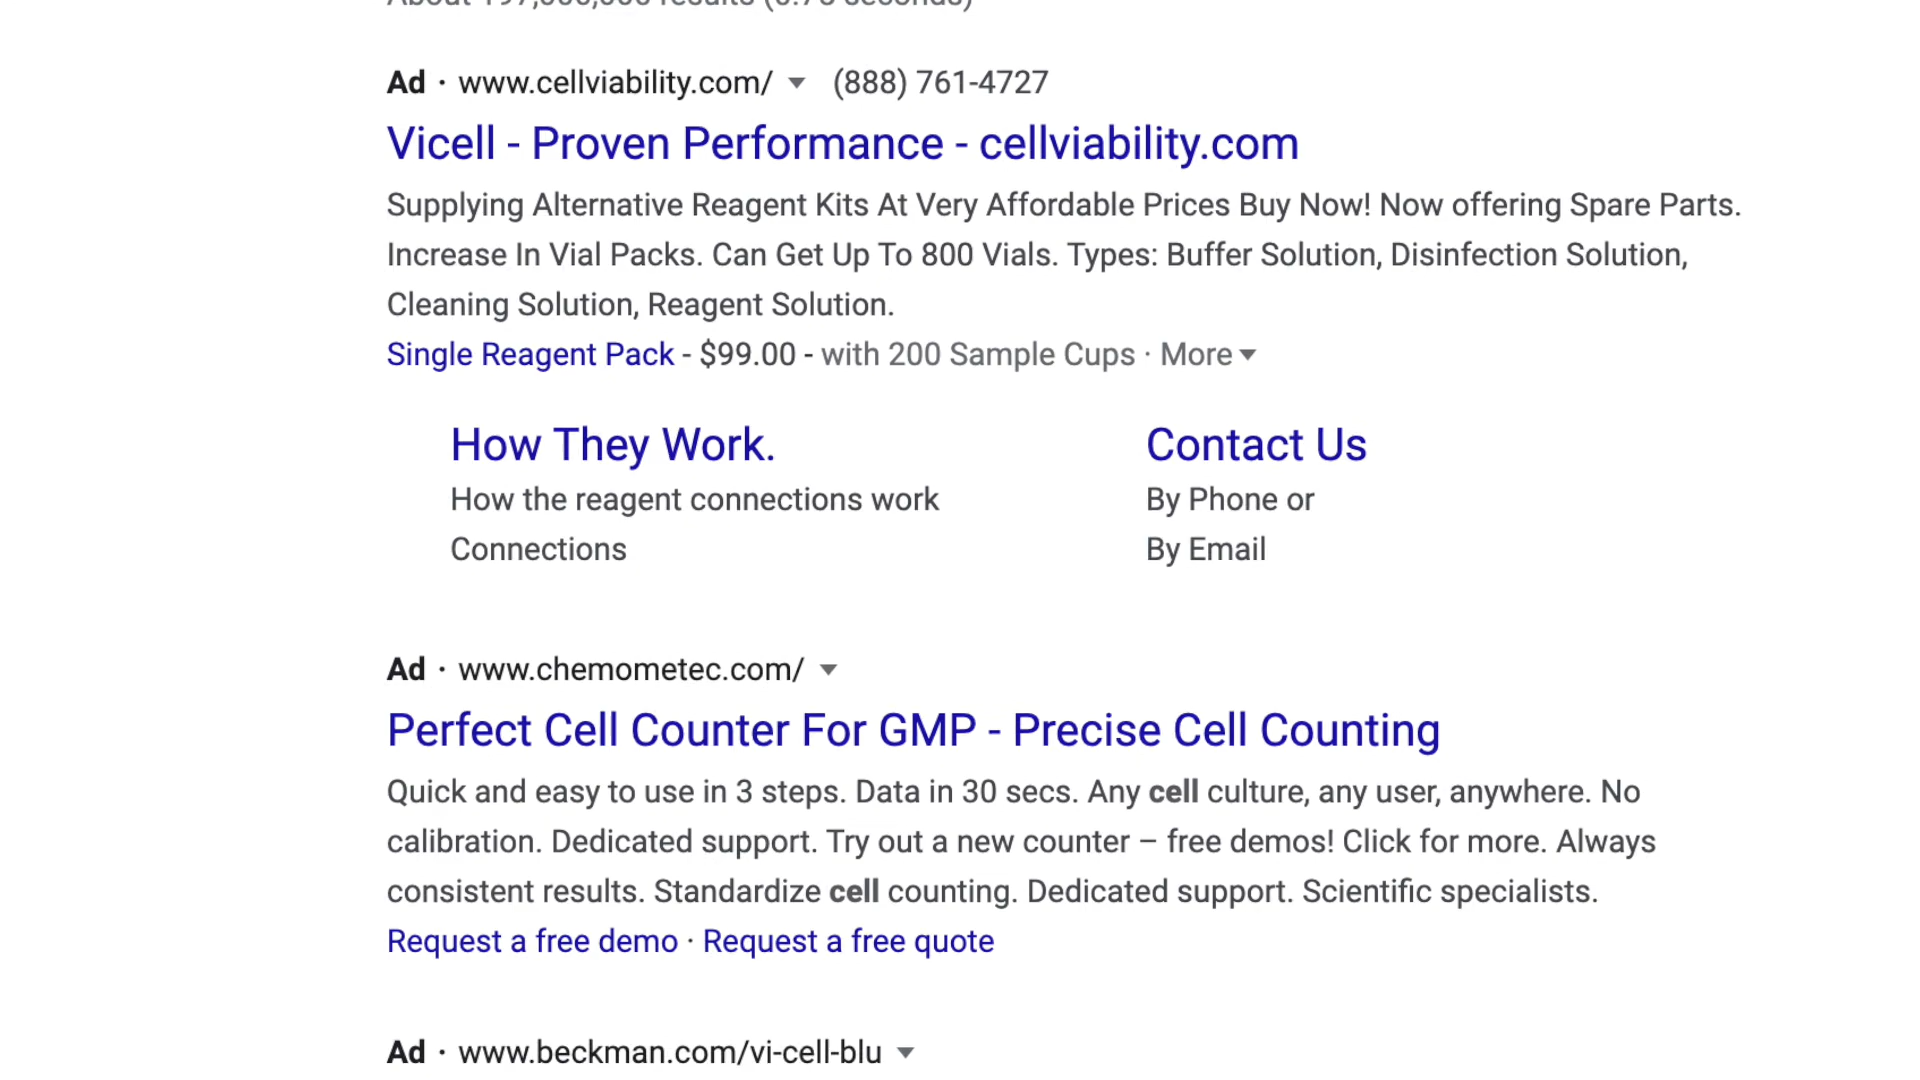 Ad · www.cellviability.com/ (888) 761-4727
Vicell - Proven Performance - cellviability.com
Supplying Alternative Reagent Kits At Very Affordable Prices Buy Now! Now offering Spare Parts.
Increase In Vial Packs. Can Get Up To 800 Vials. Types: Buffer Solution, Disinfection Solution,
Cleaning Solution, Reagent Solution.
Single Reagent Pack - $99.00 - with 200 Sample Cups · More
How They Work.
How the reagent connections work
Connections
Contact Us
By Phone or
By Email
Ad · www.chemometec.com/
Perfect Cell Counter For GMP - Precise Cell Counting
Quick and easy to use in 3 steps. Data in 30 secs. Any cell culture, any user, anywhere. No
calibration. Dedicated support. Try out a new counter – free demos! Click for more. Always
consistent results. Standardize cell counting. Dedicated support. Scientific specialists.
Request a free demo · Request a free quote
Ad · www.beckman.com/vi-cell-blu